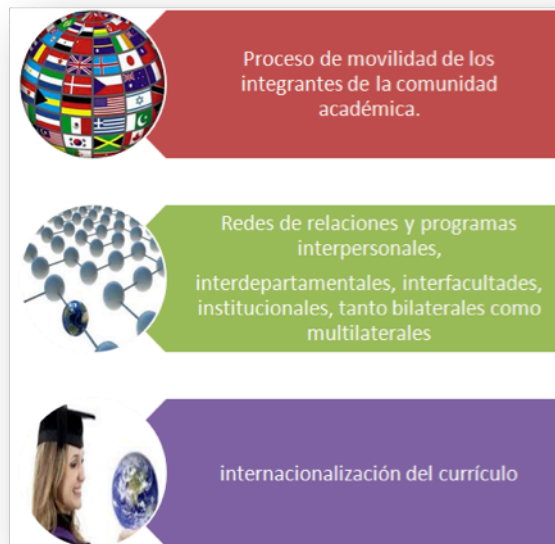 Proceso de movilidad de los
integrantes de la comunidad
académica.
Redes de relaciones y programas
interpersonales,
interdepartamentales, interfacultades,
institucionales, tanto bilaterales como
multilaterales
internacionalización del currículo